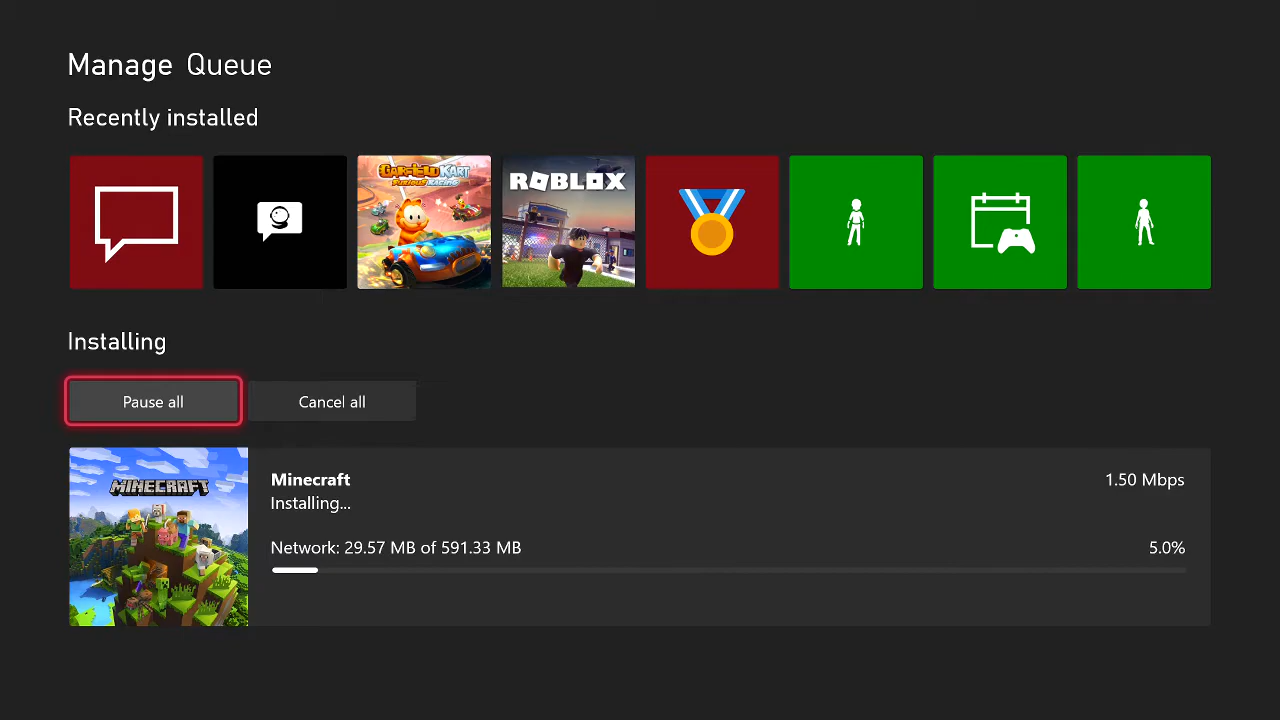 Manage Queue
Recently installed
GARFIELD KART
FURIOUS RACING
ROBLOX
Installing
Pause all
Cancel all
MINECRAFT
Minecraft
1.50 Mbps
Installing...
Network: 29.57 MB of 591.33 MB
5.0%